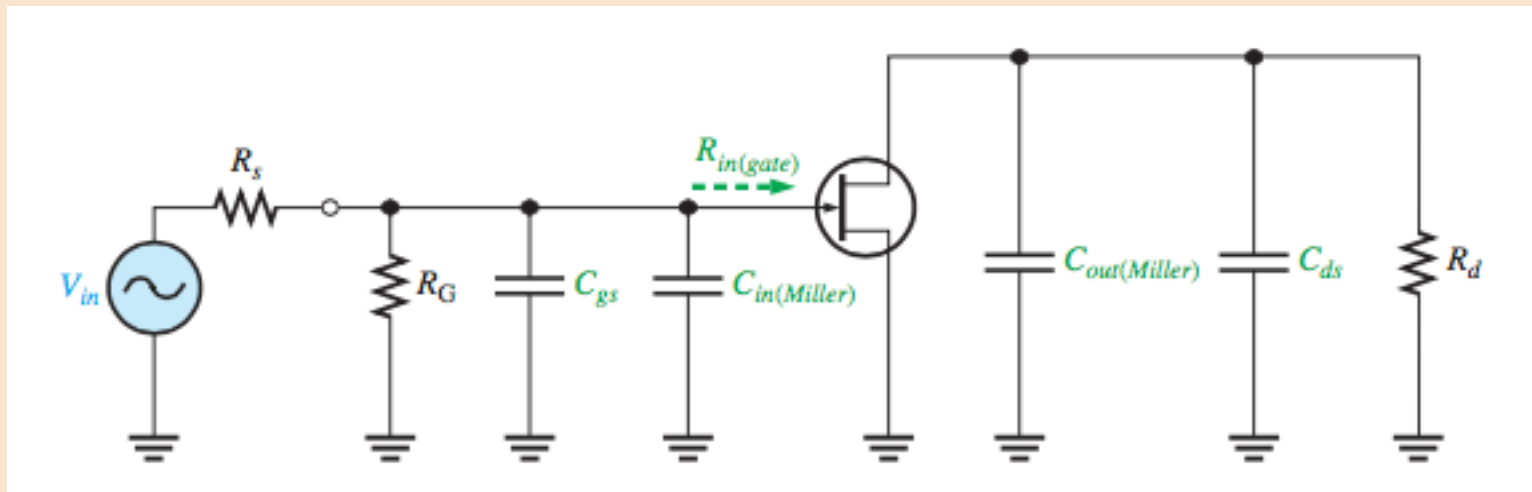 R_s
V_in
R_G
C_gs
C_in(Miller)
R_in(gate)
C_out(Miller)
C_ds
R_d